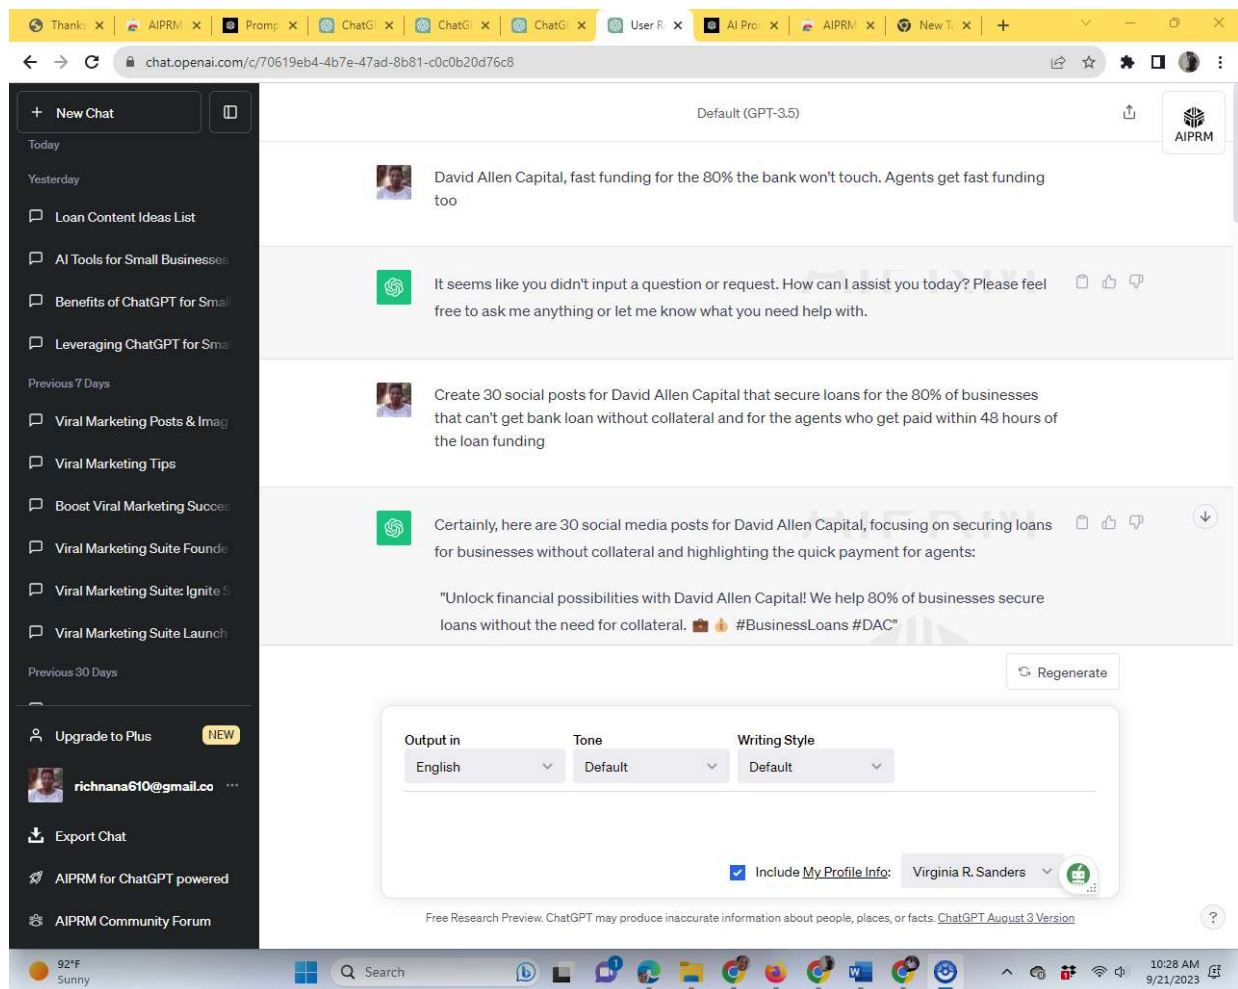 Thanks
AIPRM
Promp
ChatG
ChatG
ChatG
User R
AI Pro
AIPRM
New T
chat.openai.com/c/70619eb4-4b7e-47ad-8b81-c0c0b20d76c8
+ New Chat
Today
Yesterday
Loan Content Ideas List
AI Tools for Small Businesses
Benefits of ChatGPT for Smal
Leveraging ChatGPT for Sma
Previous 7 Days
Viral Marketing Posts & Imag
Viral Marketing Tips
Boost Viral Marketing Succes
Viral Marketing Suite Founde
Viral Marketing Suite: Ignite S
Viral Marketing Suite Launch
Previous 30 Days
Upgrade to Plus NEW
richnana610@gmail.co ...
Export Chat
AIPRM for ChatGPT powered
AIPRM Community Forum
Default (GPT-3.5)
AIPRM
David Allen Capital, fast funding for the 80% the bank won't touch. Agents get fast funding
too
AIPRM
It seems like you didn't input a question or request. How can I assist you today? Please feel
free to ask me anything or let me know what you need help with.
Create 30 social posts for David Allen Capital that secure loans for the 80% of businesses
that can't get bank loan without collateral and for the agents who get paid within 48 hours of
the loan funding
AIPRM
Certainly, here are 30 social media posts for David Allen Capital, focusing on securing loans
for businesses without collateral and highlighting the quick payment for agents:
"Unlock financial possibilities with David Allen Capital! We help 80% of businesses secure
loans without the need for collateral. 💼 💰 #BusinessLoans #DAC"
Regenerate
Output in Tone Writing Style
English Default Default
Include My Profile Info: Virginia R. Sanders
Free Research Preview. ChatGPT may produce inaccurate information about people, places, or facts. ChatGPT August 3 Version
?
92°F
Sunny
Search
1
10:28 AM
9/21/2023